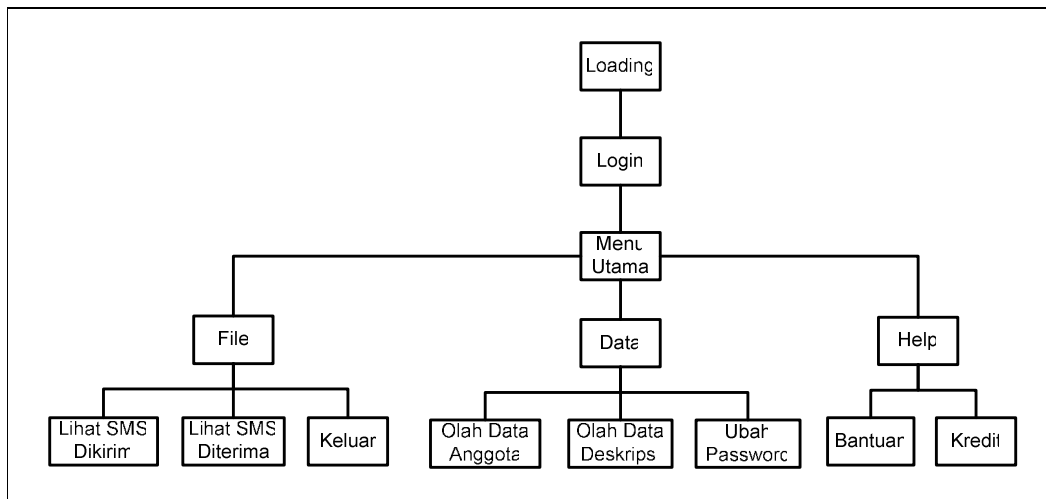 Loading
Login
Menu
Utama
File
Data
Help
Lihat SMS
Dikirim
Lihat SMS
Diterima
Keluar
Olah Data
Anggota
Olah Data
Deskrips
Ubah
Password
Bantuan
Kredit